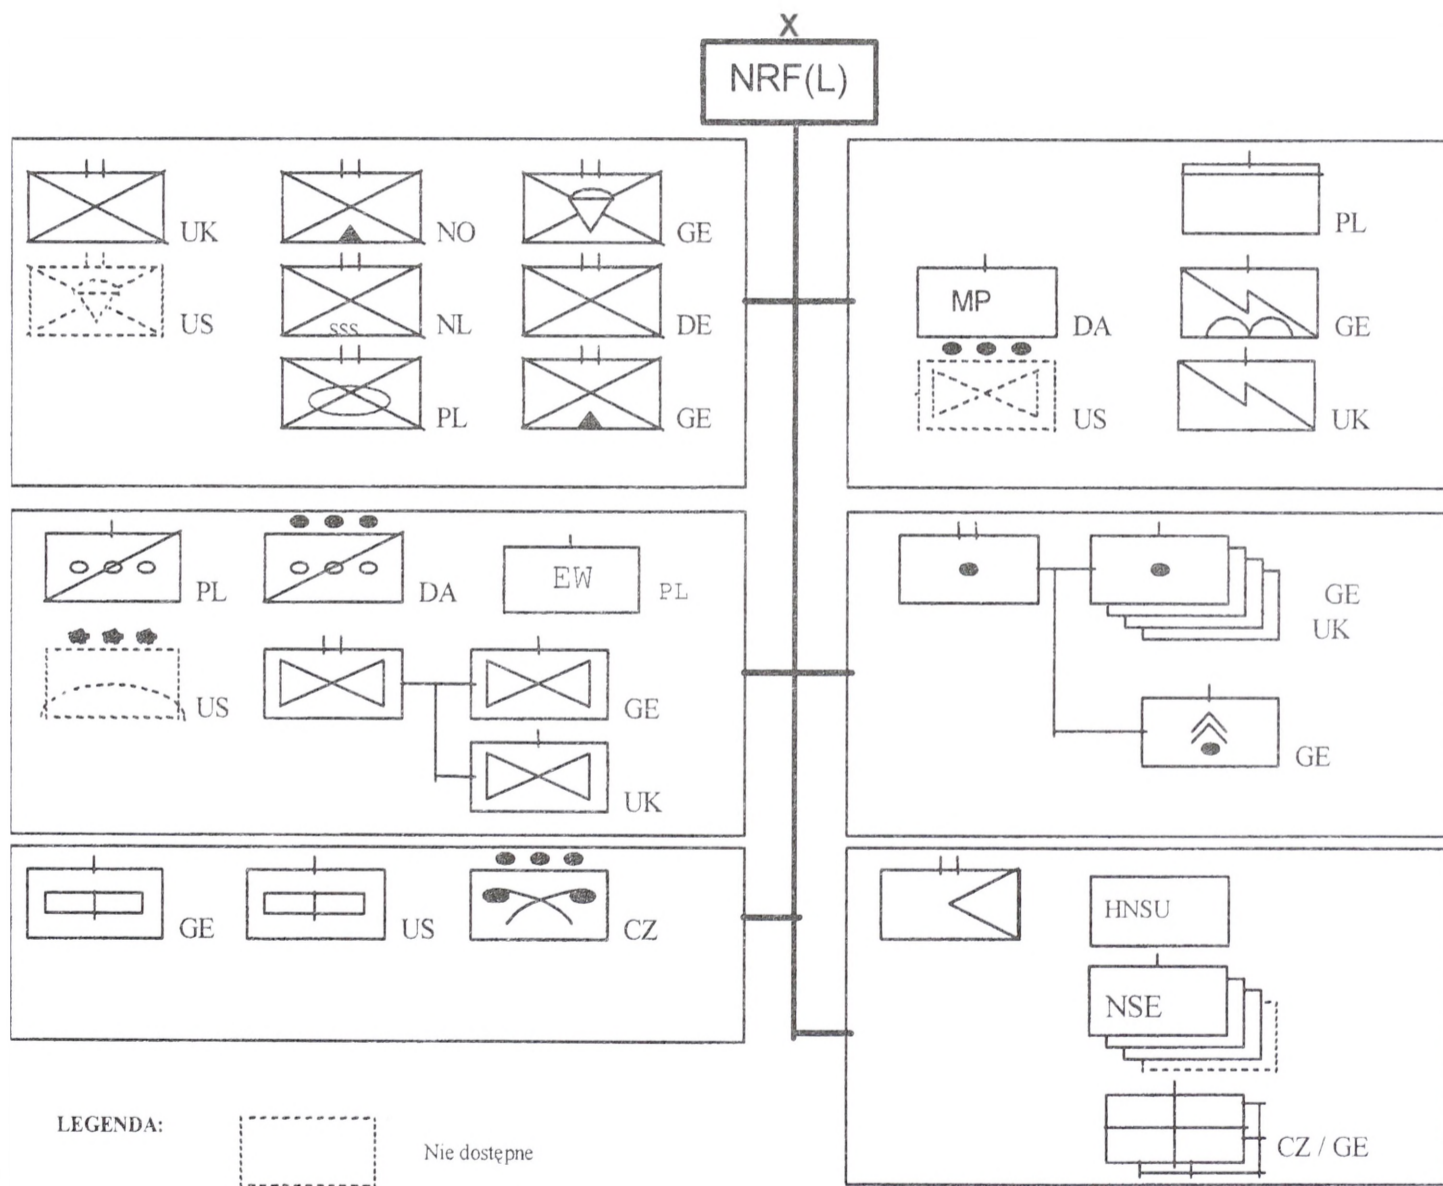 X
NRF(L)
UK
NO
GE
US
NL
SSS
DE
PL
GE
PL
MP
DA
GE
US
UK
PL
DA
EW
PL
US
GE
UK
GE
UK
GE
GE
US
CZ
HNSU
NSE
CZ / GE
LEGENDA:
Nie dostępne